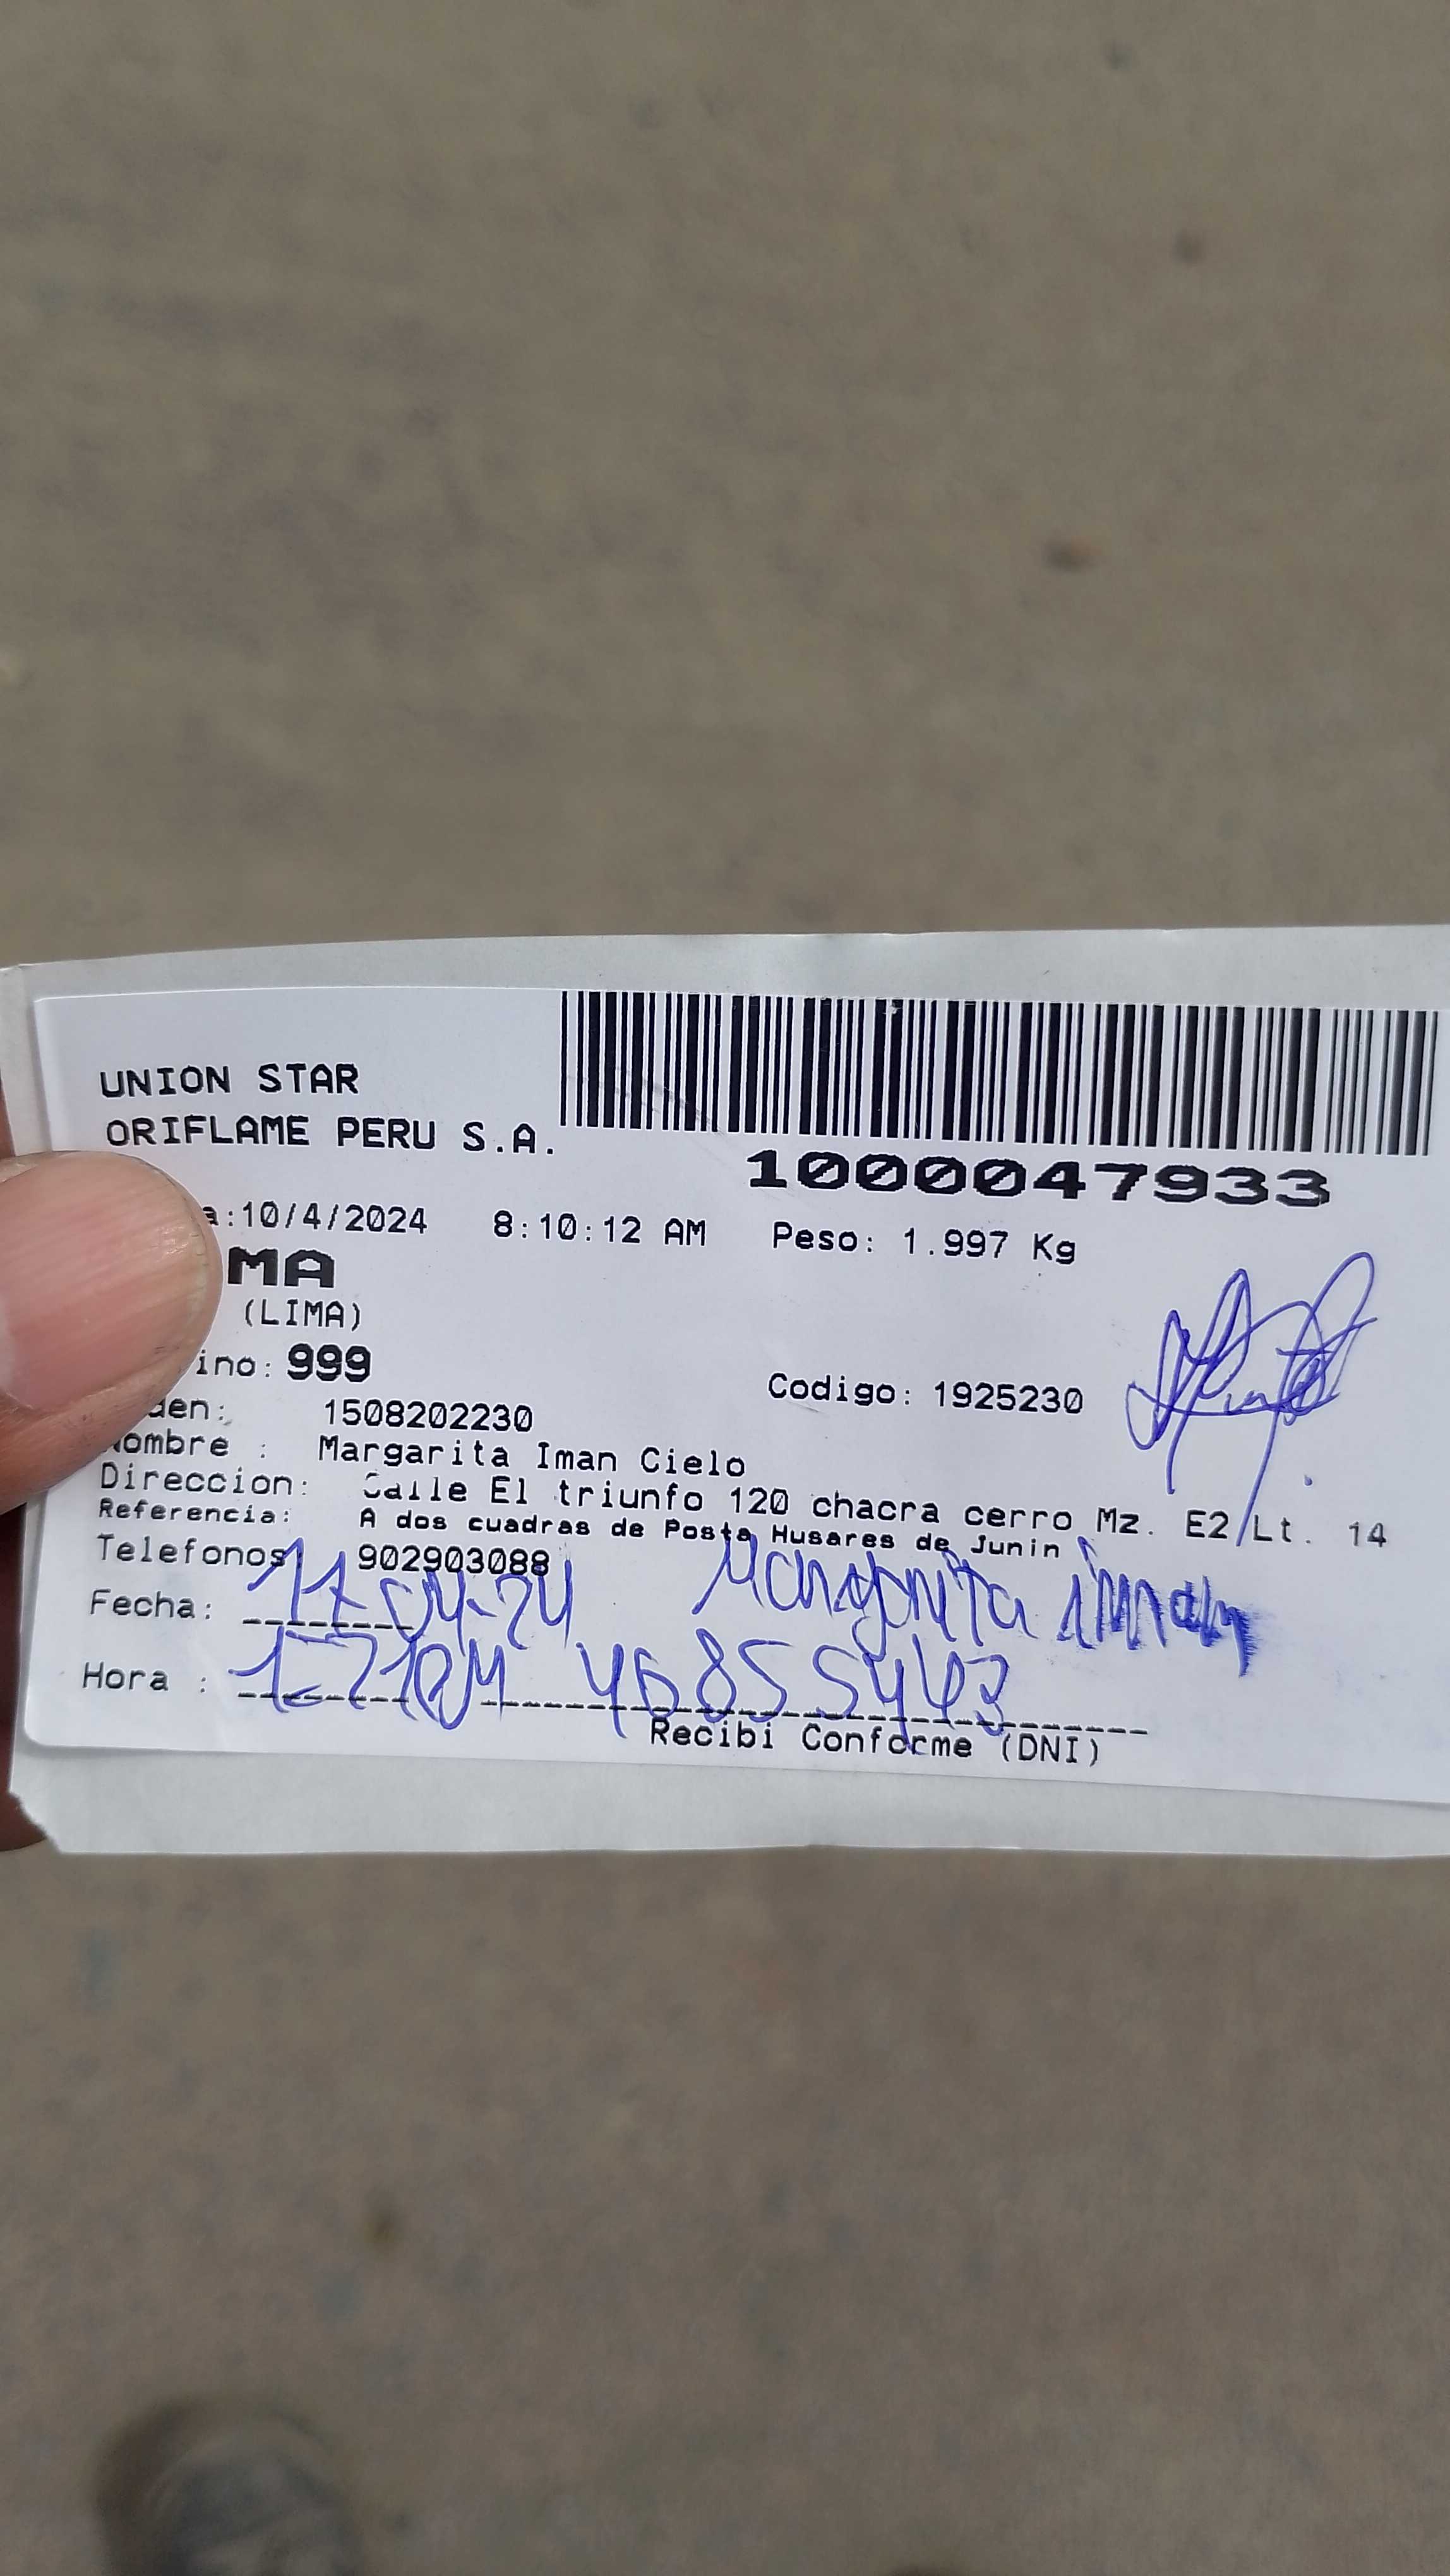 UNION STAR
ORIFLAME PERU S.A.
1000047933
a:10/4/2024 8:10:12 AM Peso: 1.997 Kg
MA
(LIMA)
ino: 999 Codigo: 1925230
den: 1508202230
Nombre : Margarita Iman Cielo
Direccion: Calle El triunfo 120 chacra cerro Mz. E2/Lt. 14
Referencia: A dos cuadras de Posta Husares de Junin
Telefonos: 902903088
Fecha: 11-04-24 Margarita iman
Hora : 46855443
Recibi Conforme (DNI)